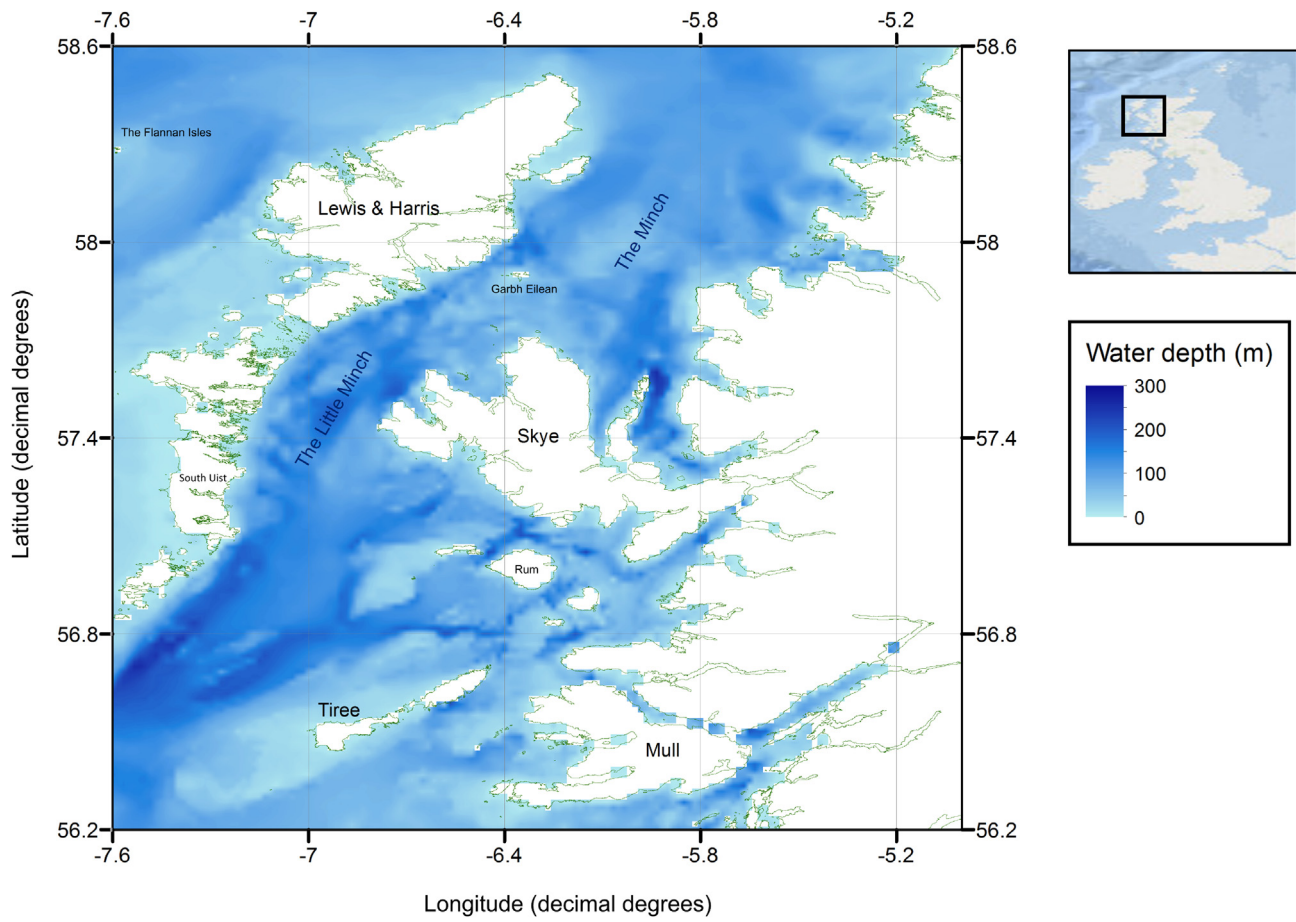 -7.6
-7
-6.4
-5.8
-5.2
58.6
58.6
The Flannan Isles
Lewis & Harris
The Minch
58
58
Garbh Eilean
The Little Minch
57.4
Skye
57.4
South Uist
Rum
56.8
56.8
Tiree
Mull
56.2
56.2
-7.6
-7
-6.4
-5.8
-5.2
Latitude (decimal degrees)
Longitude (decimal degrees)
Water depth (m)
300
200
100
0